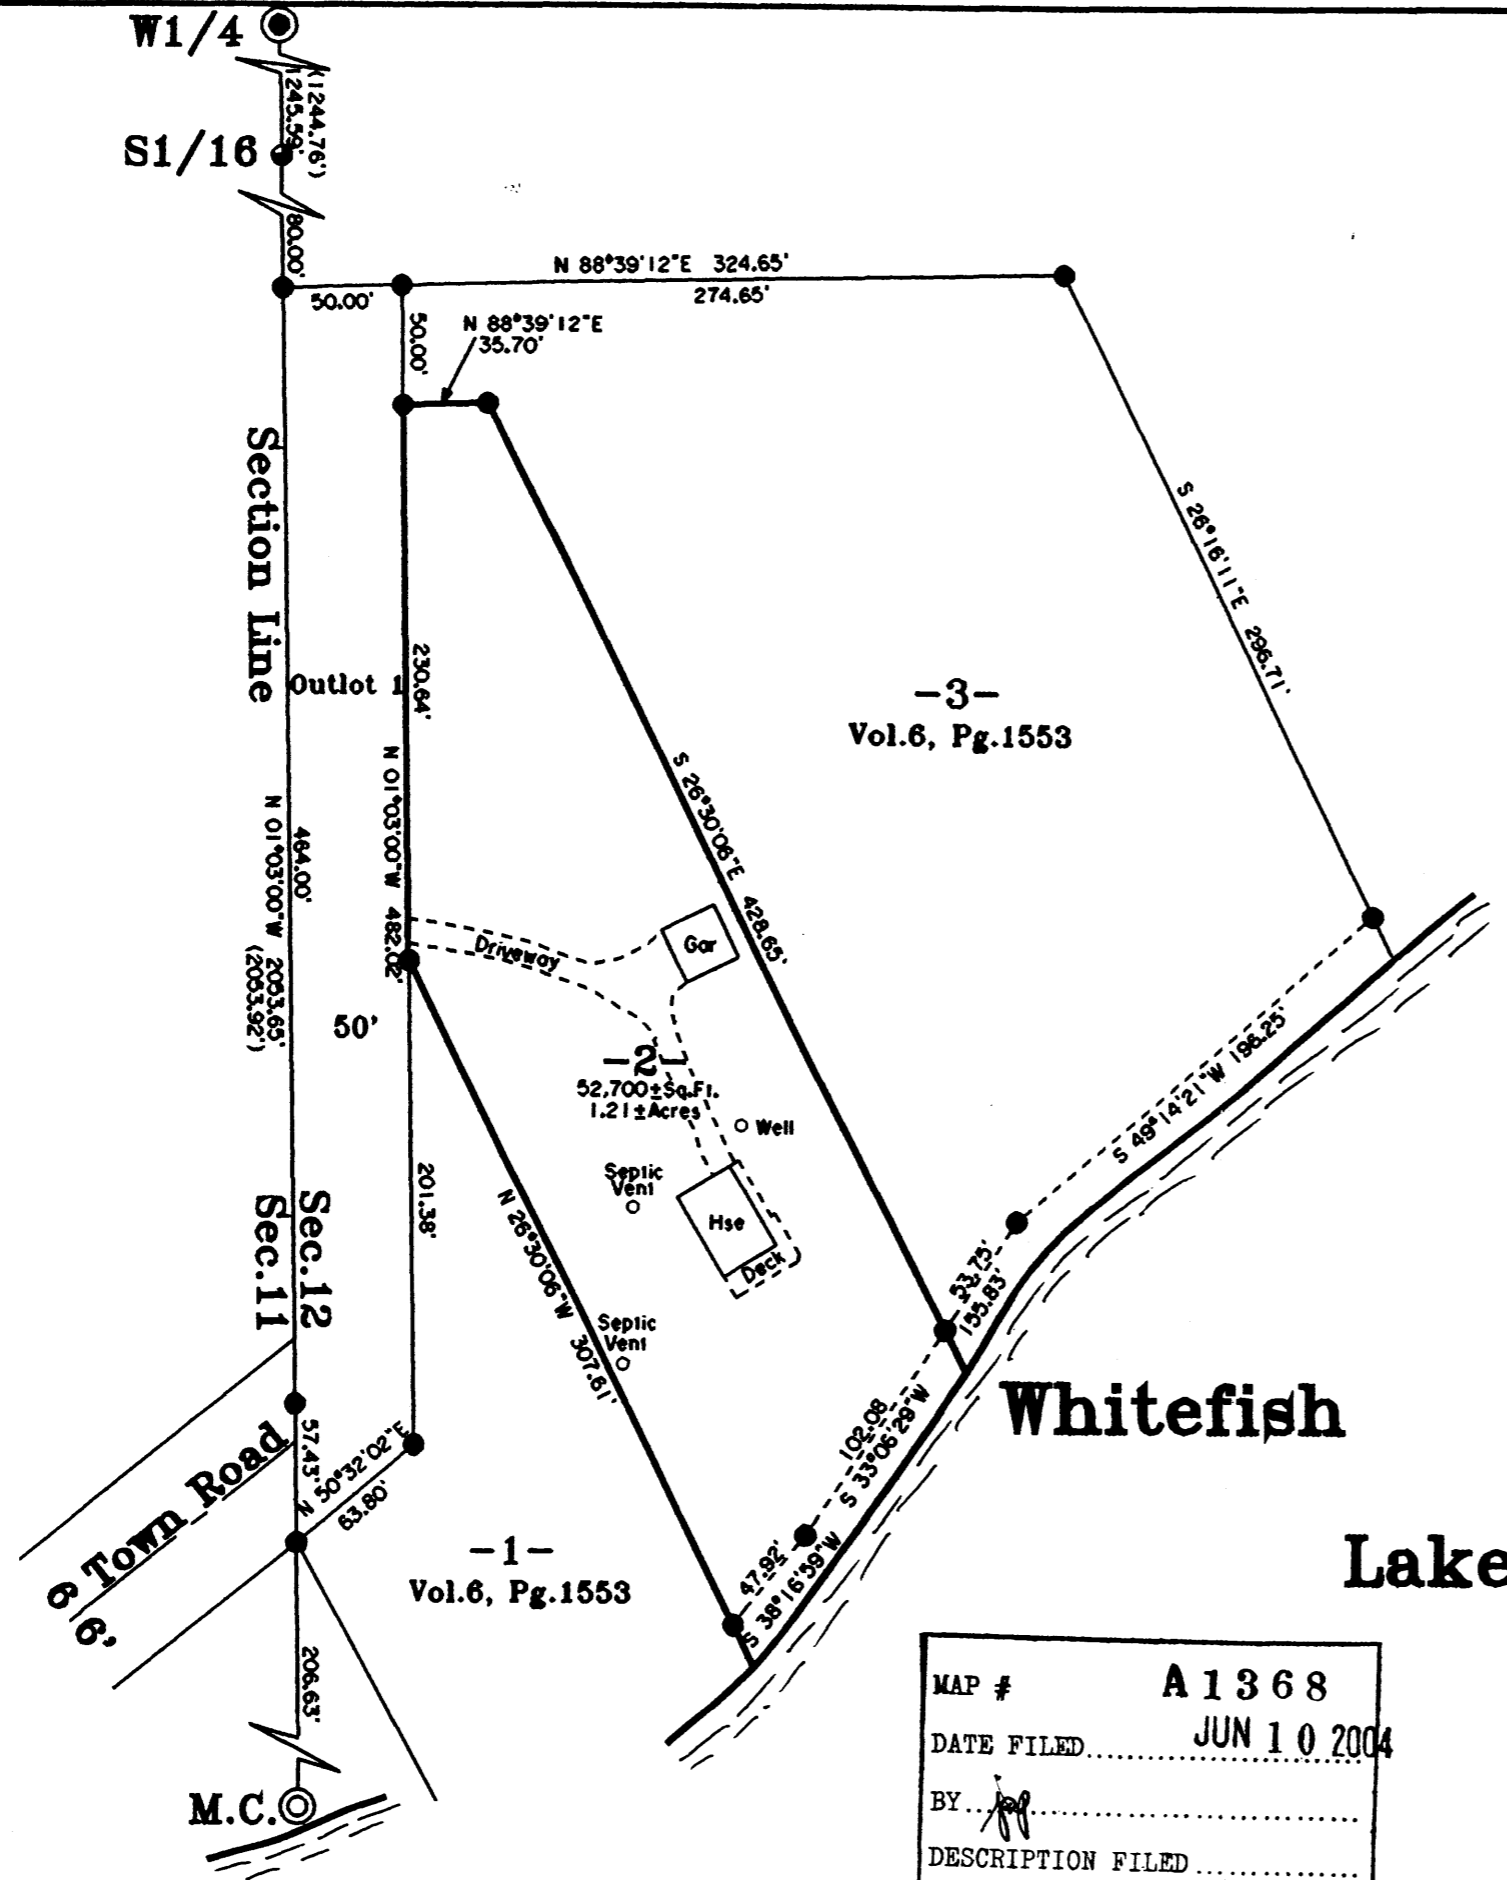 W1/4
(1244.76')
1245.59'
S1/16
80.00'
N 88°39'12"E 324.65'
50.00'
274.65'
50.00'
N 88°39'12"E
35.70'
Section Line
S 26°16'11"E 296.71'
Outlot 1
230.64'
-3-
Vol.6, Pg.1553
N 01°03'00"W 482.02'
S 26°30'06"E 428.65'
464.00'
N 01°03'00"W 2053.65'
(2053.92')
Driveway
Gar
50'
-2-
52,700±Sq.Ft.
1.21±Acres
Well
S 49°14'21"W 196.25'
Septic
Vent
Hse
Deck
201.38'
N 26°30'06"W 307.61'
Sec.12
Sec.11
53.75'
155.83'
Septic
Vent
Whitefish
Lake
102.08
S 33°06'29"W
57.43'
N 50°32'02"E
63.80'
Town Road
66'
-1-
Vol.6, Pg.1553
47.92'
S 38°16'59"W
206.63'
M.C.
MAP # A1368
DATE FILED JUN 10 2004
BY
DESCRIPTION FILED